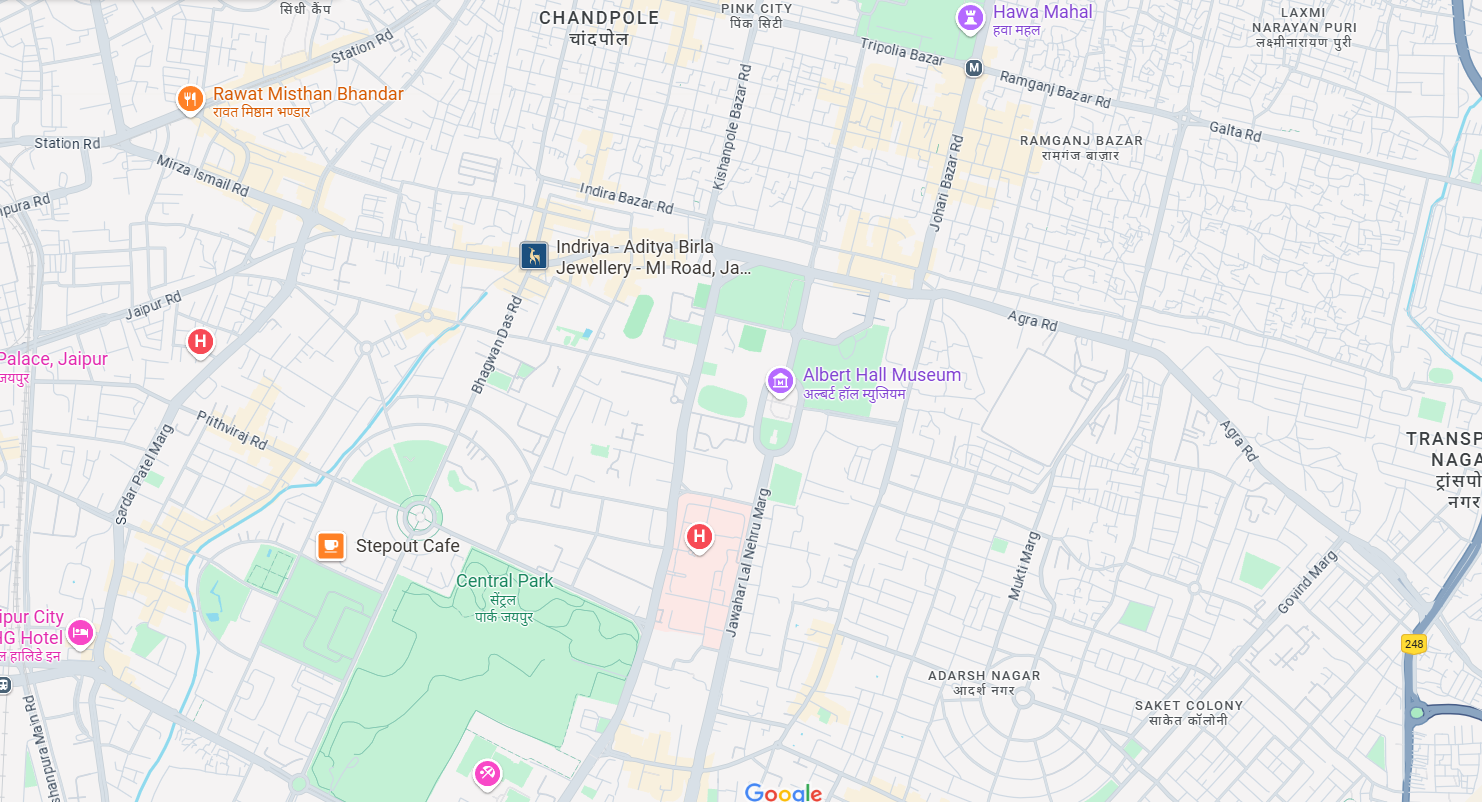 सिंधी कैंप
CHANDPOLE
चांदपोल
PINK CITY
पिंक सिटी
Hawa Mahal
हवा महल
LAXMI
NARAYAN PURI
लक्ष्मीनारायण पुरी
Station Rd
Tripolia Bazar
M
Ramganj Bazar Rd
Rawat Misthan Bhandar
रावत मिष्ठान भण्डार
Kishanpole Bazar Rd
Galta Rd
Station Rd
RAMGANJ BAZAR
रामगंज बाज़ार
Mirza Ismail Rd
Johari Bazar Rd
Indira Bazar Rd
ipura Rd
Indriya - Aditya Birla
Jewellery - MI Road, Ja...
Jaipur Rd
Agra Rd
H
Bhagwan Das Rd
Palace, Jaipur
जयपुर
Albert Hall Museum
अल्बर्ट हॉल म्युजियम
Prithviraj Rd
Agra Rd
TRANSP
NAGA
ट्रांसपो
नगर
Sardar Patel Marg
H
Jawahar Lal Nehru Marg
Stepout Cafe
Mukti Marg
Govind Marg
Central Park
सेंट्रल
पार्क जयपुर
ipur City
HG Hotel
ल हालिडे इन
248
ADARSH NAGAR
आदर्श नगर
SAKET COLONY
साकेत कॉलोनी
shanpura Main Rd
Google